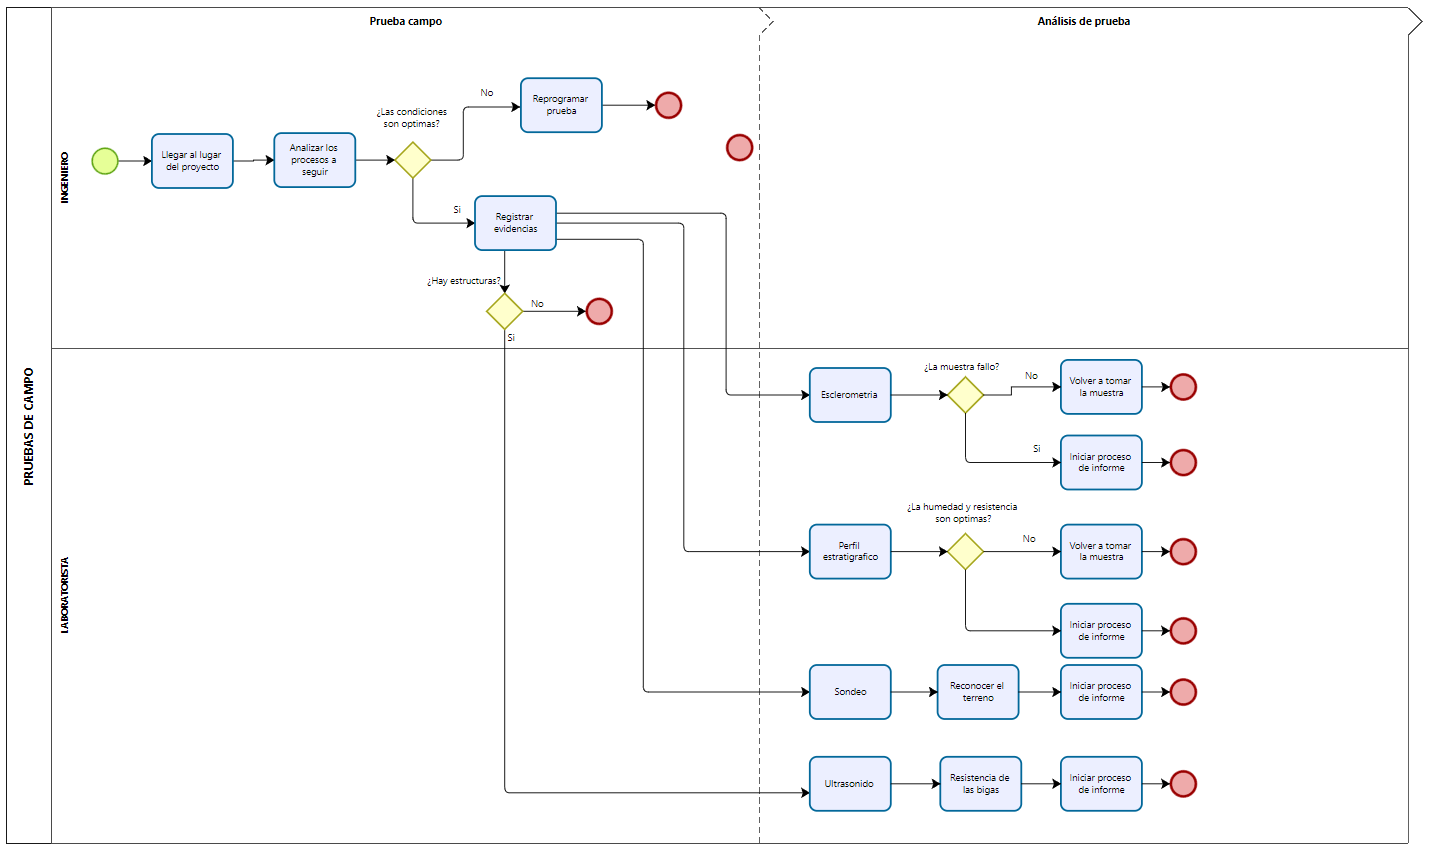 Prueba campo
Análisis de prueba
PRUEBAS DE CAMPO
INGENIERO
Llegar al lugar
del proyecto
Analizar los
procesos a
seguir
¿Las condiciones
son optimas?
No
Reprogramar
prueba
Si
Registrar
evidencias
¿Hay estructuras?
No
Si
LABORATORISTA
Esclerometria
¿La muestra fallo?
No
Volver a tomar
la muestra
Si
Iniciar proceso
de informe
Perfil
estratigrafico
¿La humedad y resistencia
son optimas?
No
Volver a tomar
la muestra
Iniciar proceso
de informe
Sondeo
Reconocer el
terreno
Iniciar proceso
de informe
Ultrasonido
Resistencia de
las bigas
Iniciar proceso
de informe